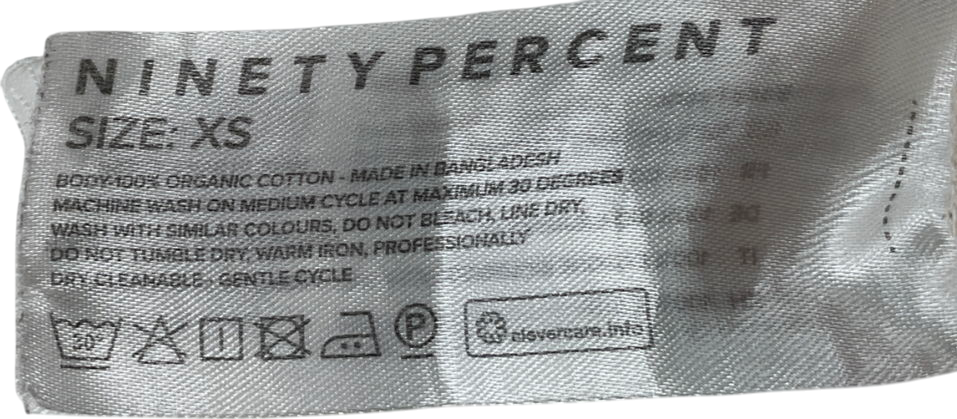 NINETY PERCENT
SIZE: XS
BODY-100% ORGANIC COTTON - MADE IN BANGLADESH
MACHINE WASH ON MEDIUM CYCLE AT MAXIMUM 30 DEGREES
WASH WITH SIMILAR COLOURS, DO NOT BLEACH, LINE DRY,
DO NOT TUMBLE DRY, WARM IRON, PROFESSIONALLY
DRY CLEANABLE - GENTLE CYCLE
30° P clevercare.info